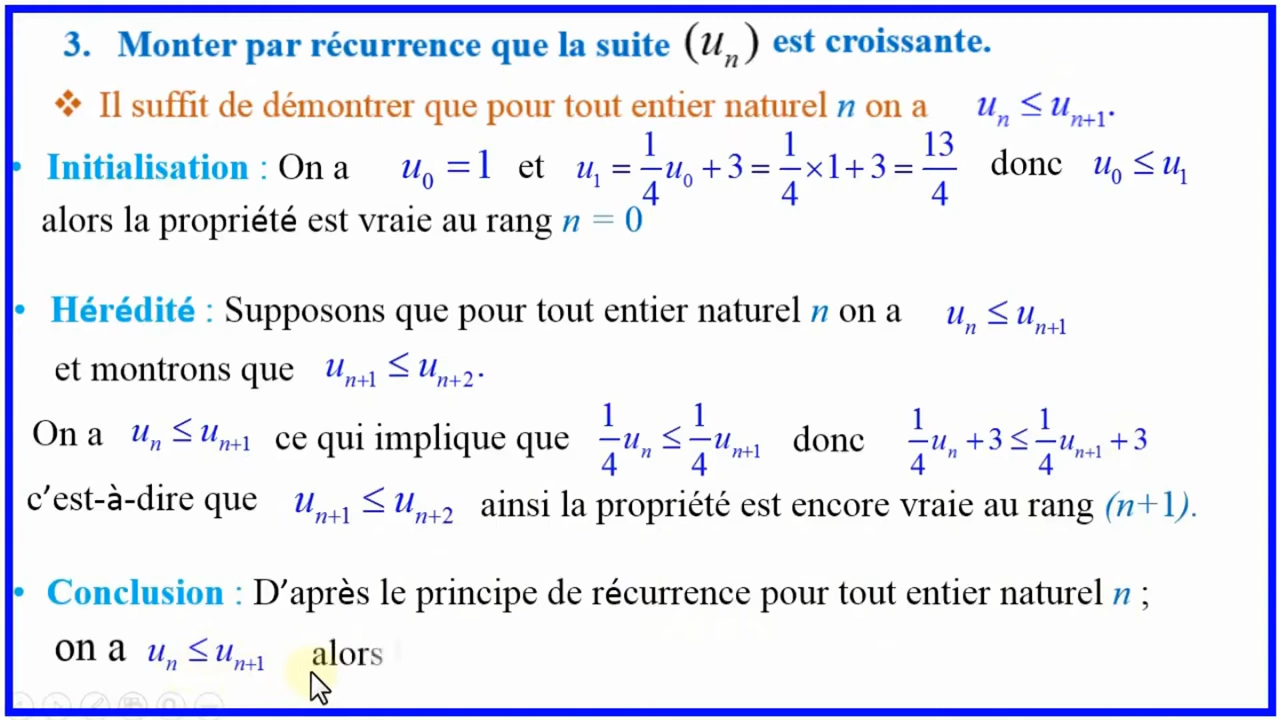 3. Monter par récurrence que la suite (uₙ) est croissante.
❖ Il suffit de démontrer que pour tout entier naturel n on a uₙ ≤ uₙ₊₁.
• Initialisation : On a u₀ = 1 et u₁ = 1/4 u₀ + 3 = 1/4 × 1 + 3 = 13/4 donc u₀ ≤ u₁
alors la propriété est vraie au rang n = 0
• Hérédité : Supposons que pour tout entier naturel n on a uₙ ≤ uₙ₊₁
et montrons que uₙ₊₁ ≤ uₙ₊₂.
On a uₙ ≤ uₙ₊₁ ce qui implique que 1/4 uₙ ≤ 1/4 uₙ₊₁ donc 1/4 uₙ + 3 ≤ 1/4 uₙ₊₁ + 3
c’est-à-dire que uₙ₊₁ ≤ uₙ₊₂ ainsi la propriété est encore vraie au rang (n+1).
• Conclusion : D’après le principe de récurrence pour tout entier naturel n ;
on a uₙ ≤ uₙ₊₁ alors